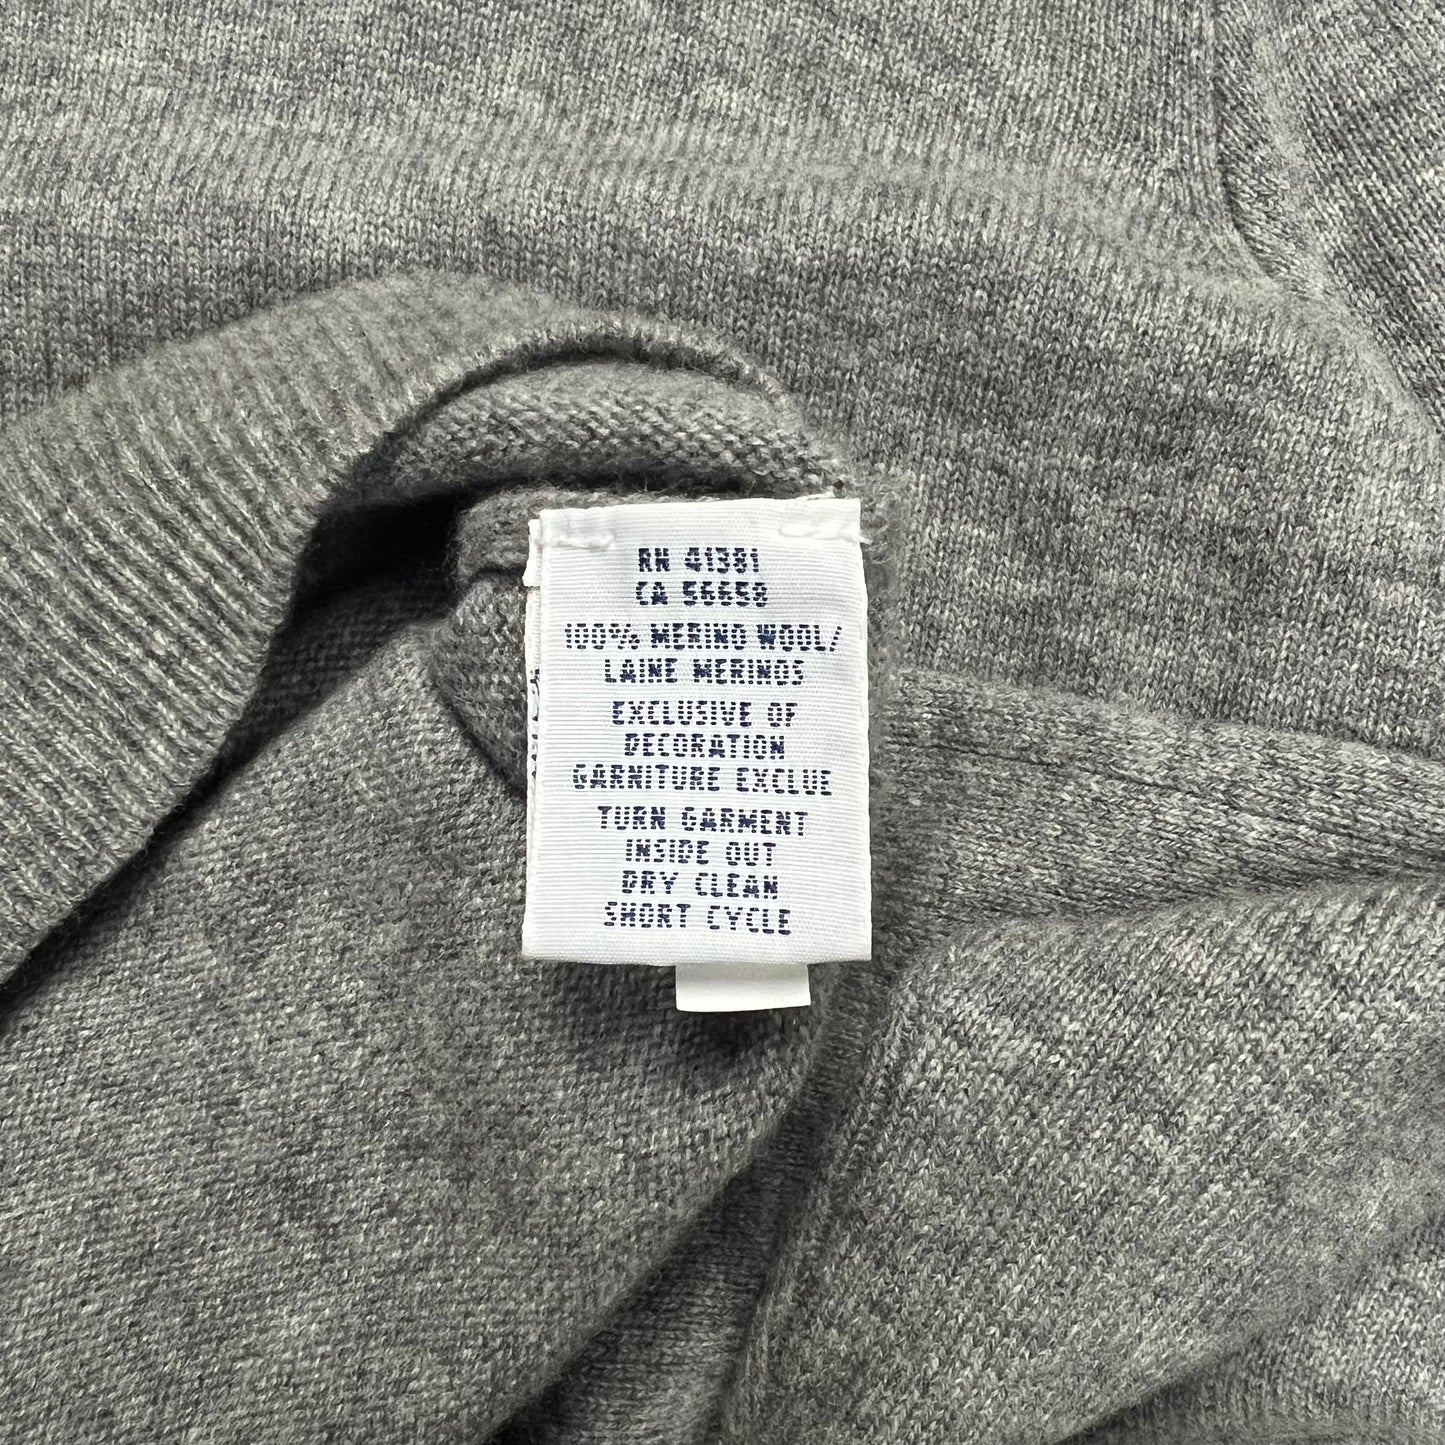 RN 41381
CA 56658
100% MERINO WOOL/
LAINE MERINOS
EXCLUSIVE OF
DECORATION
GARNITURE EXCLUE
TURN GARMENT
INSIDE OUT
DRY CLEAN
SHORT CYCLE